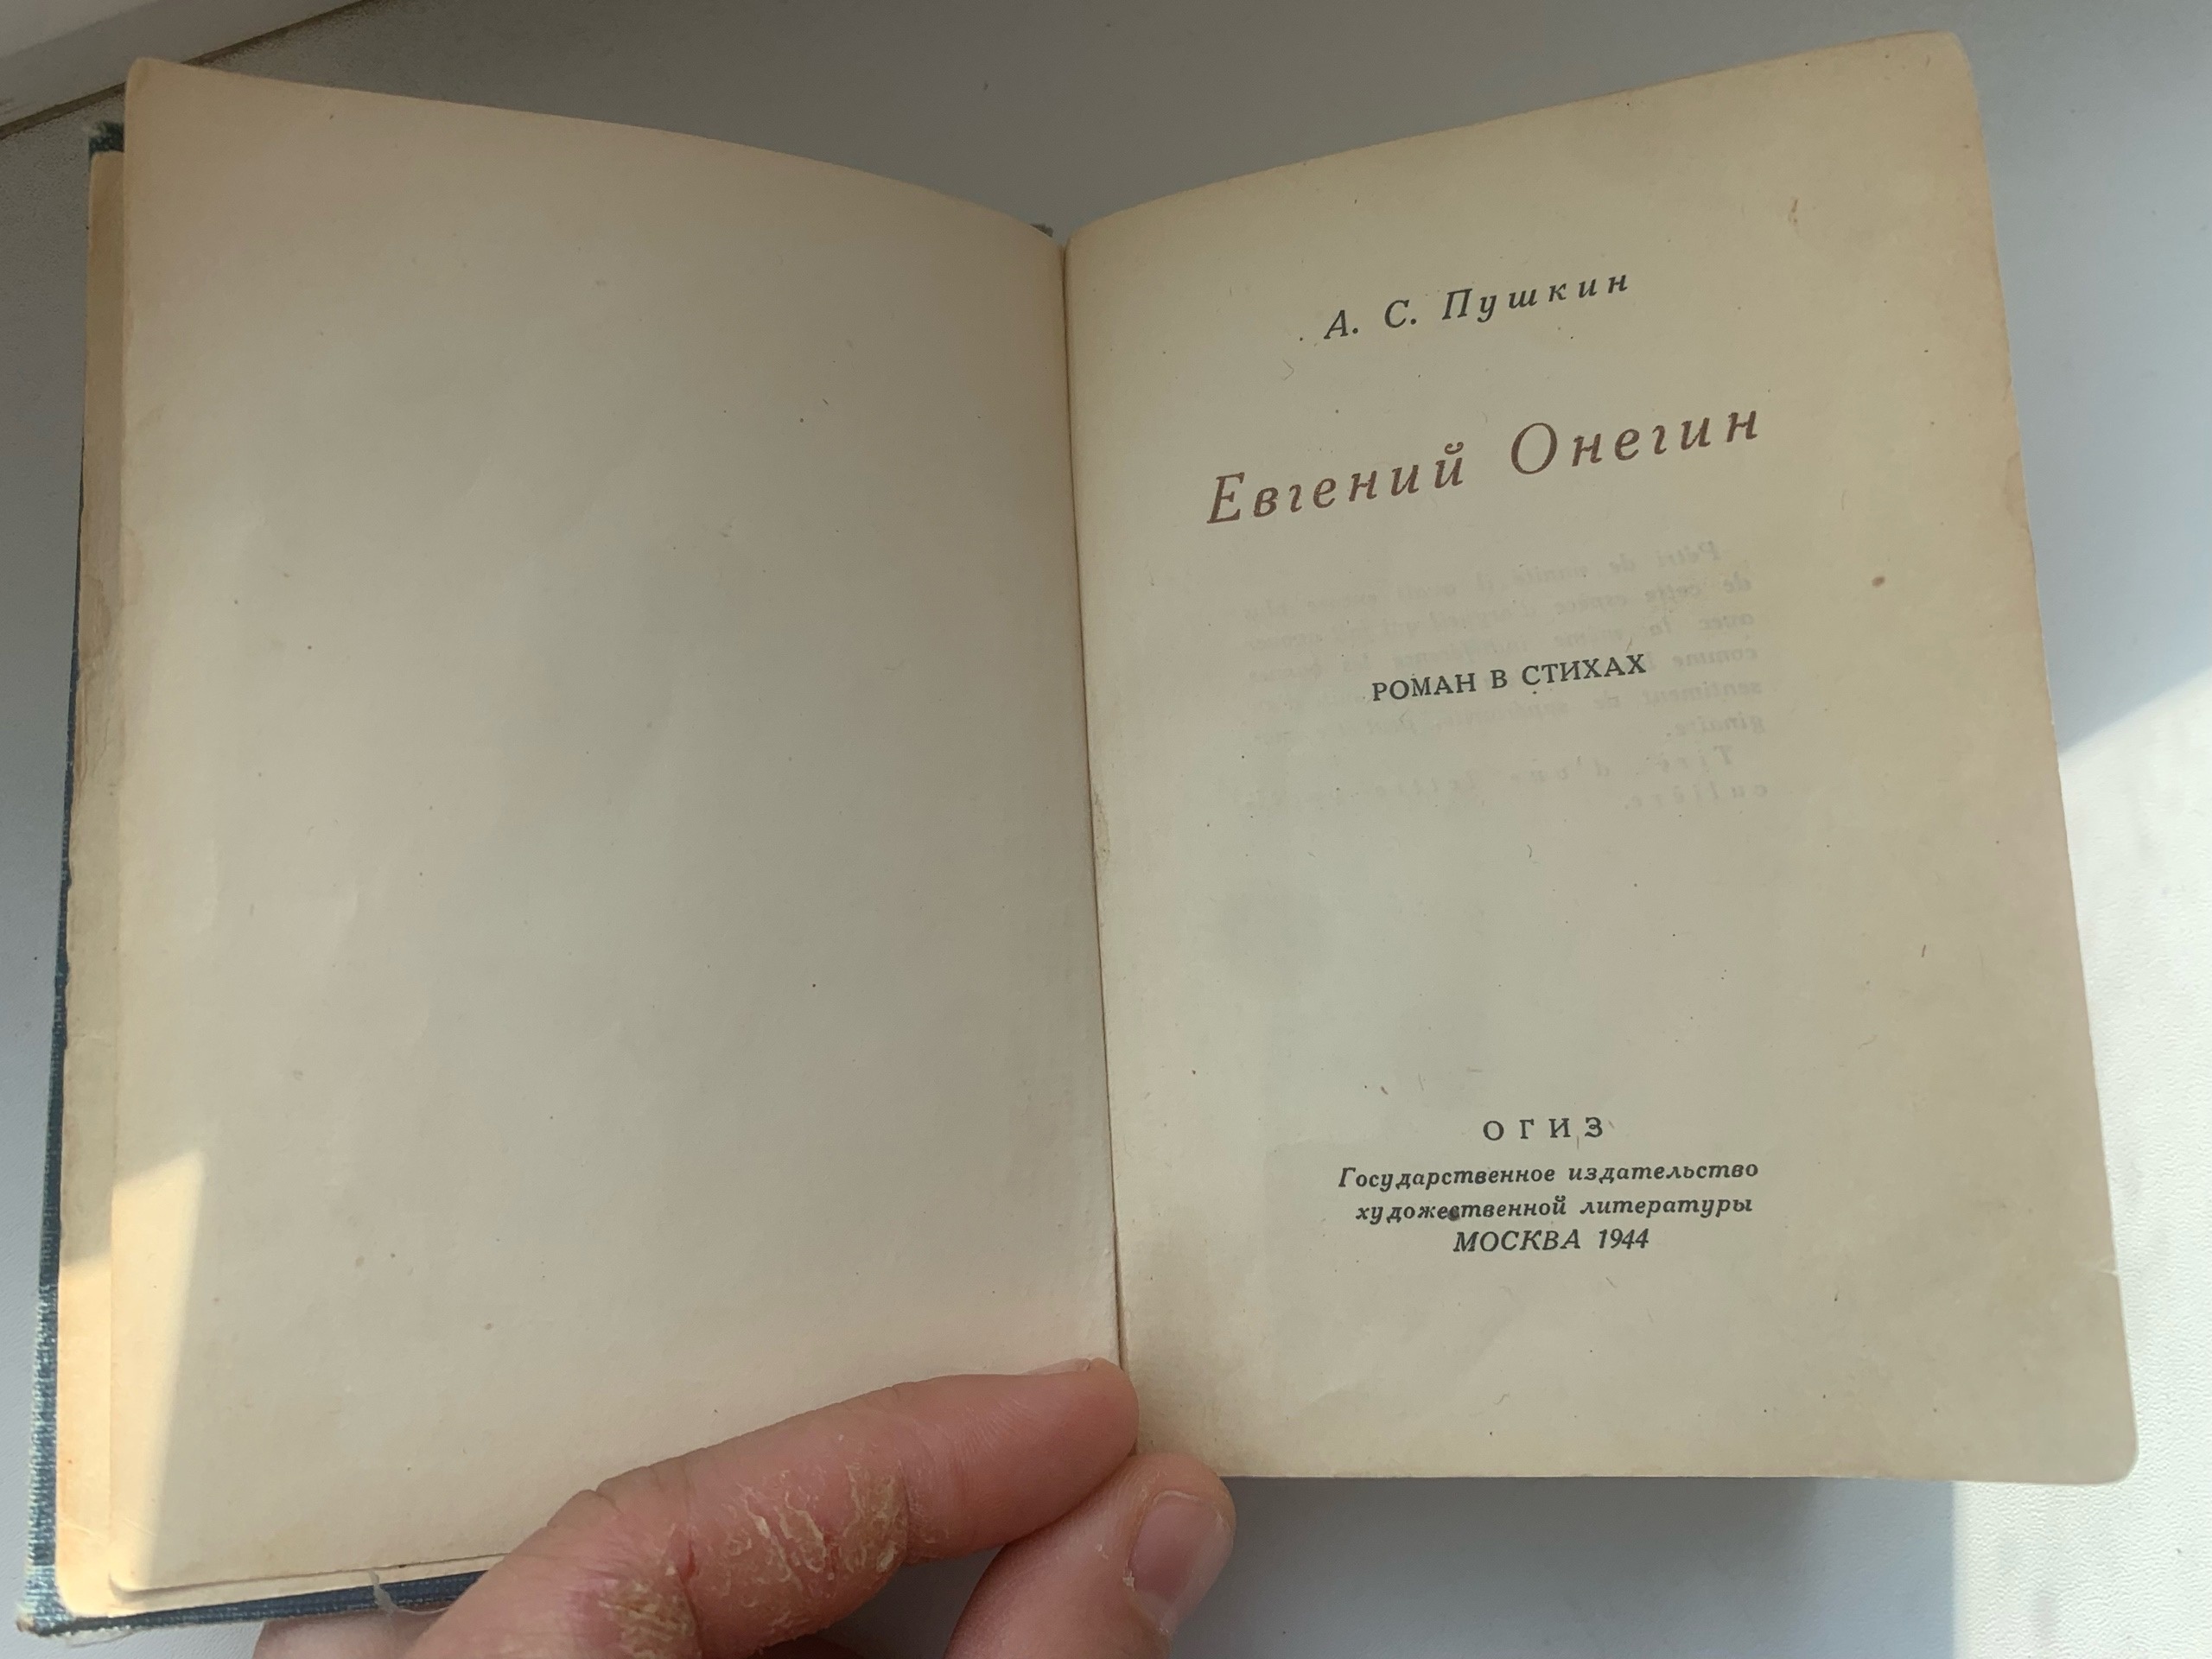 А. С. Пушкин
Евгений Онегин
РОМАН В СТИХАХ
ОГИЗ
Государственное издательство
художественной литературы
МОСКВА 1944